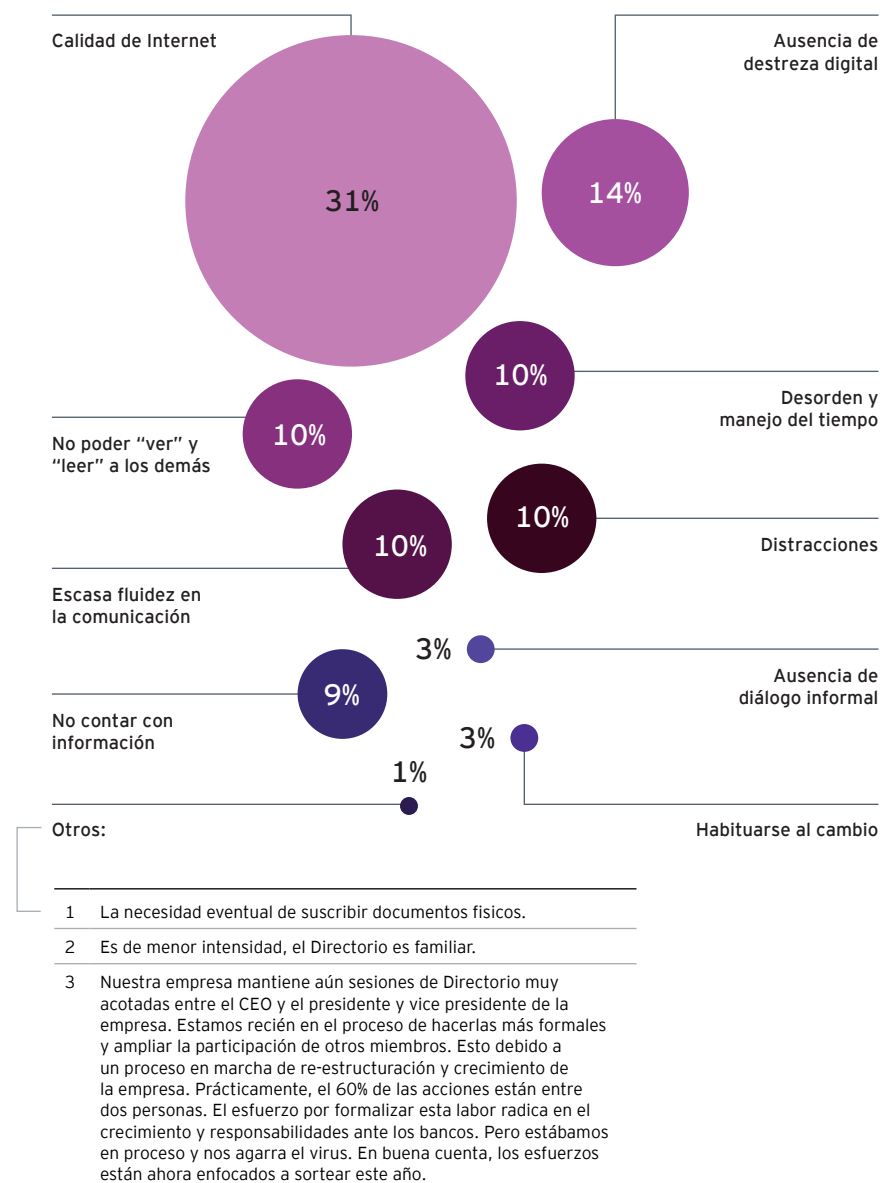 Calidad de Internet
31%
Ausencia de
destreza digital
14%
10%
Desorden y
manejo del tiempo
No poder “ver” y
“leer” a los demás
10%
10%
Distracciones
Escasa fluidez en
la comunicación
10%
3%
Ausencia de
diálogo informal
No contar con
información
9%
3%
Habituarse al cambio
1%
Otros:
1 La necesidad eventual de suscribir documentos fisicos.
2 Es de menor intensidad, el Directorio es familiar.
3 Nuestra empresa mantiene aún sesiones de Directorio muy
acotadas entre el CEO y el presidente y vice presidente de la
empresa. Estamos recién en el proceso de hacerlas más formales
y ampliar la participación de otros miembros. Esto debido a
un proceso en marcha de re-estructuración y crecimiento de
la empresa. Prácticamente, el 60% de las acciones están entre
dos personas. El esfuerzo por formalizar esta labor radica en el
crecimiento y responsabilidades ante los bancos. Pero estábamos
en proceso y nos agarra el virus. En buena cuenta, los esfuerzos
están ahora enfocados a sortear este año.